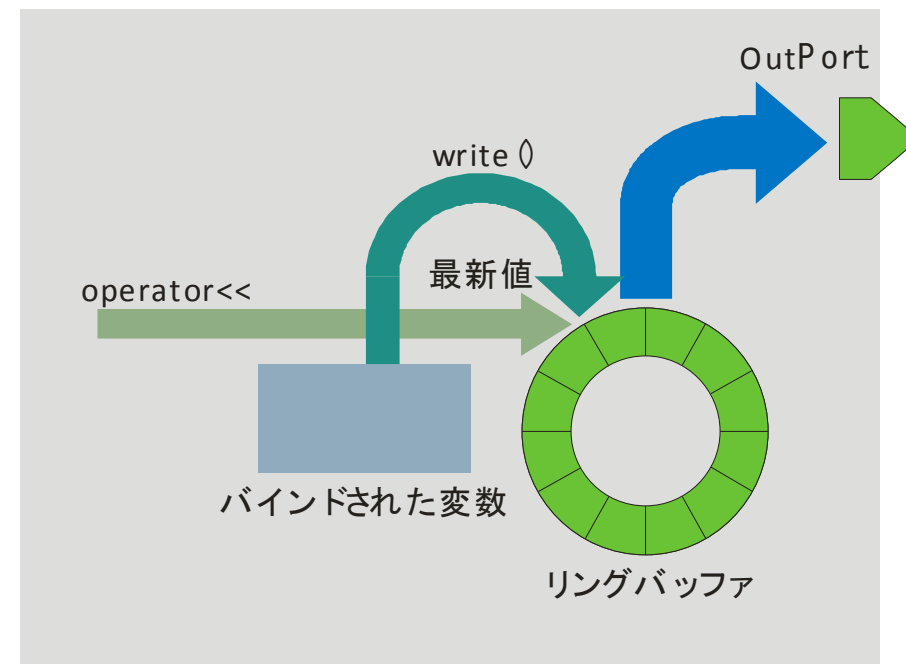 OutPort
write()
最新値
operator<<
バインドされた変数
リングバッファ